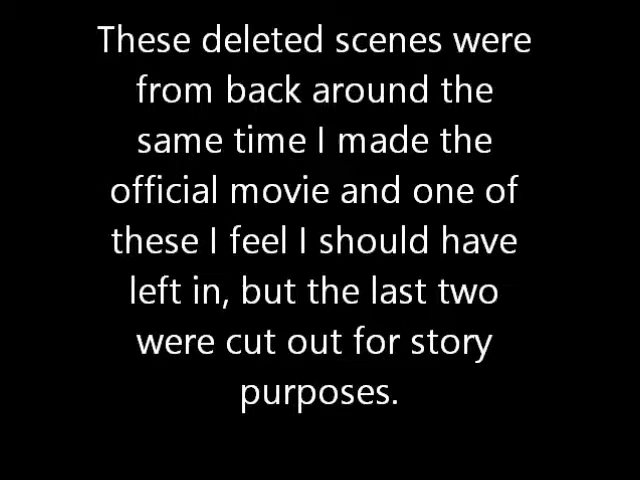 These deleted scenes were
from back around the
same time I made the
official movie and one of
these I feel I should have
left in, but the last two
were cut out for story
purposes.